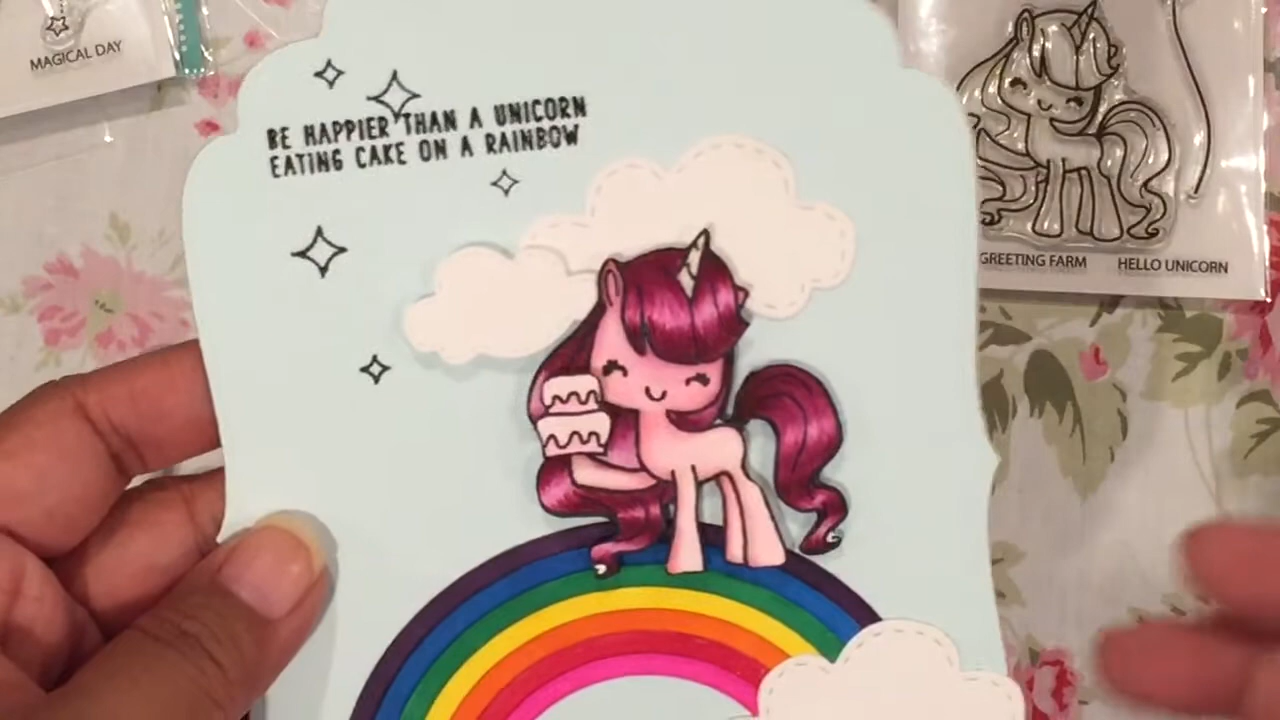 MAGICAL DAY
BE HAPPIER THAN A UNICORN
EATING CAKE ON A RAINBOW
GREETING FARM HELLO UNICORN